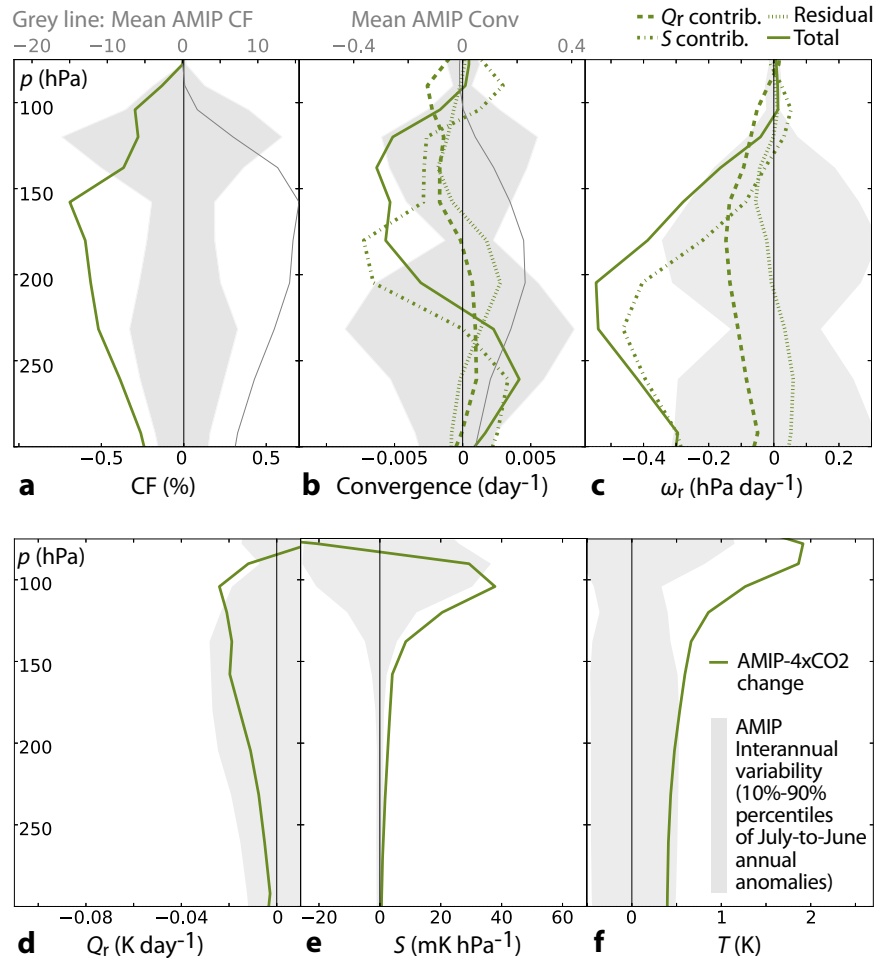 Grey line: Mean AMIP CF
Mean AMIP Conv
Qr contrib.
Residual
S contrib.
Total
−20 −10 0 10
−0.4 0 0.4
p (hPa)
100
150
200
250
−0.5 0 0.5
−0.005 0 0.005
−0.4 −0.2 0 0.2
a CF (%)
b Convergence (day-1)
c ωr (hPa day-1)
p (hPa)
100
150
200
250
AMIP-4xCO2
change
AMIP
Interannual
variability
(10%-90%
percentiles
of July-to-June
annual
anomalies)
−0.08 −0.04 0
−20 0 20 40 60
0 1 2
d Qr (K day-1)
e S (mK hPa-1)
f T (K)